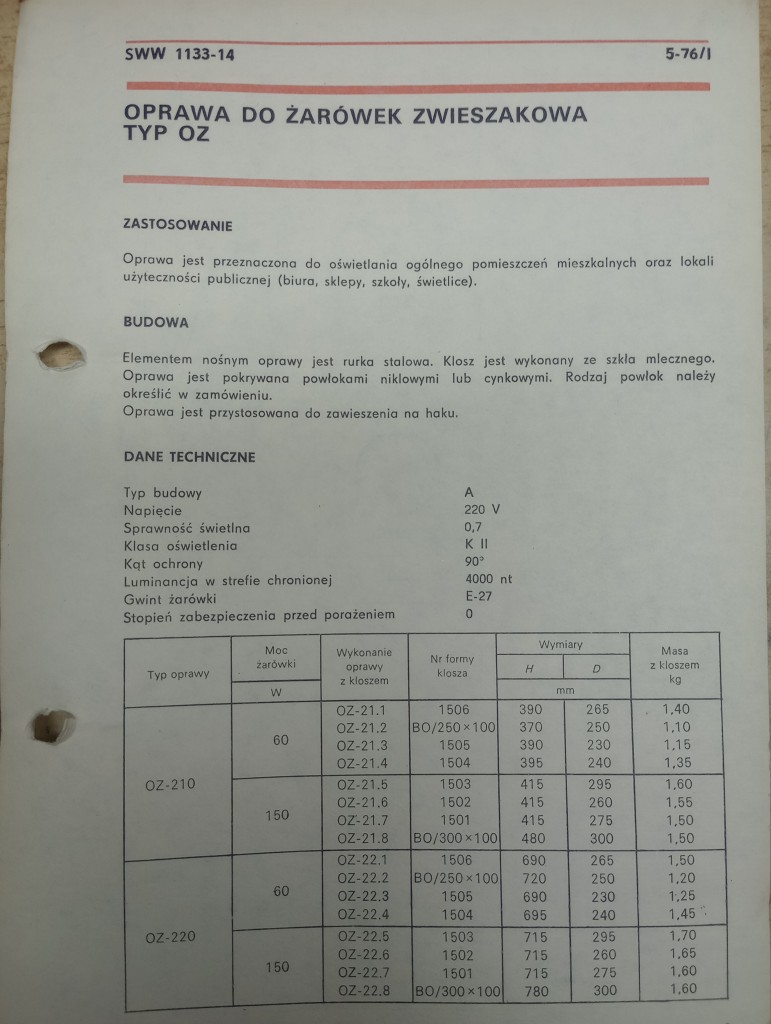 SWW 1133-14 5-76/I
OPRAWA DO ŻARÓWEK ZWIESZAKOWA
TYP OZ
ZASTOSOWANIE
Oprawa jest przeznaczona do oświetlania ogólnego pomieszczeń mieszkalnych oraz lokali
użyteczności publicznej (biura, sklepy, szkoły, świetlice).
BUDOWA
Elementem nośnym oprawy jest rurka stalowa. Klosz jest wykonany ze szkła mlecznego.
Oprawa jest pokrywana powłokami niklowymi lub cynkowymi. Rodzaj powłok należy
określić w zamówieniu.
Oprawa jest przystosowana do zawieszenia na haku.
DANE TECHNICZNE
Typ budowy A
Napięcie 220 V
Sprawność świetlna 0,7
Klasa oświetlenia K II
Kąt ochrony 90°
Luminancja w strefie chronionej 4000 nt
Gwint żarówki E-27
Stopień zabezpieczenia przed porażeniem 0
Typ oprawy Moc żarówki W Wykonanie oprawy z kloszem Nr formy klosza Wymiary H D mm Masa z kloszem kg
OZ-210
60
OZ-21.1 1506 390 265 1,40
OZ-21.2 BO/250×100 370 250 1,10
OZ-21.3 1505 390 230 1,15
OZ-21.4 1504 395 240 1,35
150
OZ-21.5 1503 415 295 1,60
OZ-21.6 1502 415 260 1,55
OZ-21.7 1501 415 275 1,50
OZ-21.8 BO/300×100 480 300 1,50
OZ-220
60
OZ-22.1 1506 690 265 1,50
OZ-22.2 BO/250×100 720 250 1,20
OZ-22.3 1505 690 230 1,25
OZ-22.4 1504 695 240 1,45
150
OZ-22.5 1503 715 295 1,70
OZ-22.6 1502 715 260 1,65
OZ-22.7 1501 715 275 1,60
OZ-22.8 BO/300×100 780 300 1,60